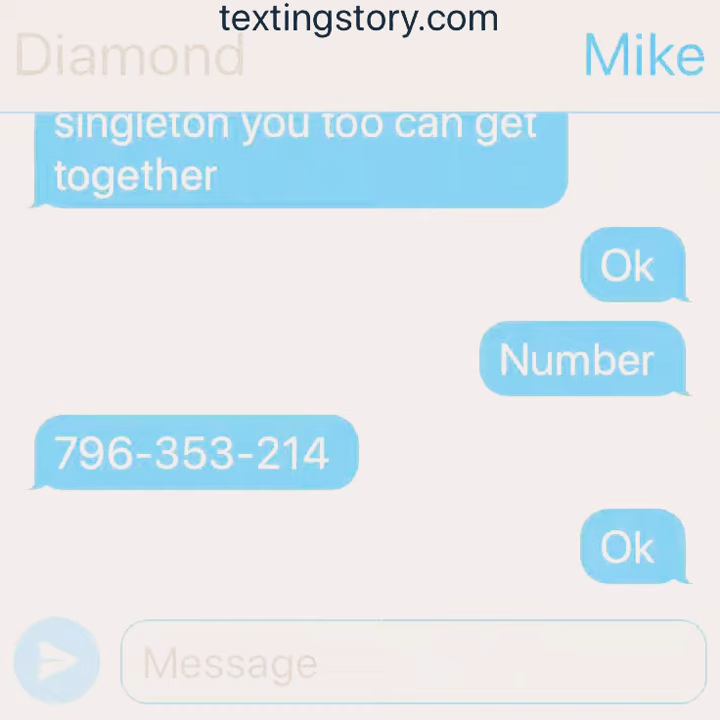 textingstory.com
Diamond
Mike
singleton you too can get
together
Ok
Number
796-353-214
Ok
Message